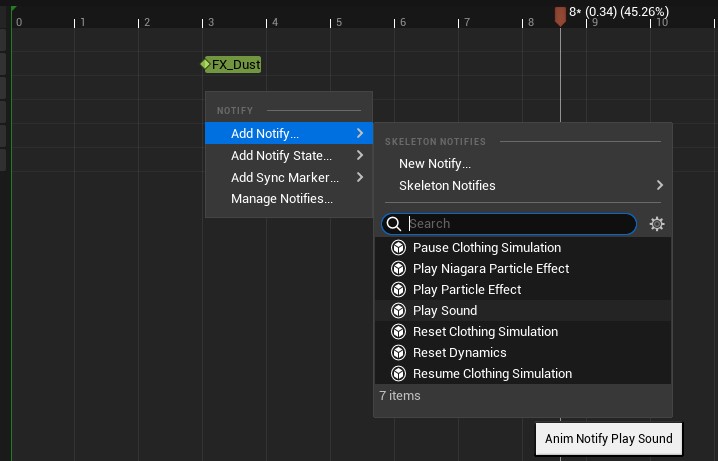 8* (0.34) (45.26%)
0 1 2 3 4 5 6 7 8 9 10
FX_Dust
NOTIFY
Add Notify...
Add Notify State...
Add Sync Marker...
Manage Notifies...
SKELETON NOTIFIES
New Notify...
Skeleton Notifies
Search
Pause Clothing Simulation
Play Niagara Particle Effect
Play Particle Effect
Play Sound
Reset Clothing Simulation
Reset Dynamics
Resume Clothing Simulation
7 items
Anim Notify Play Sound